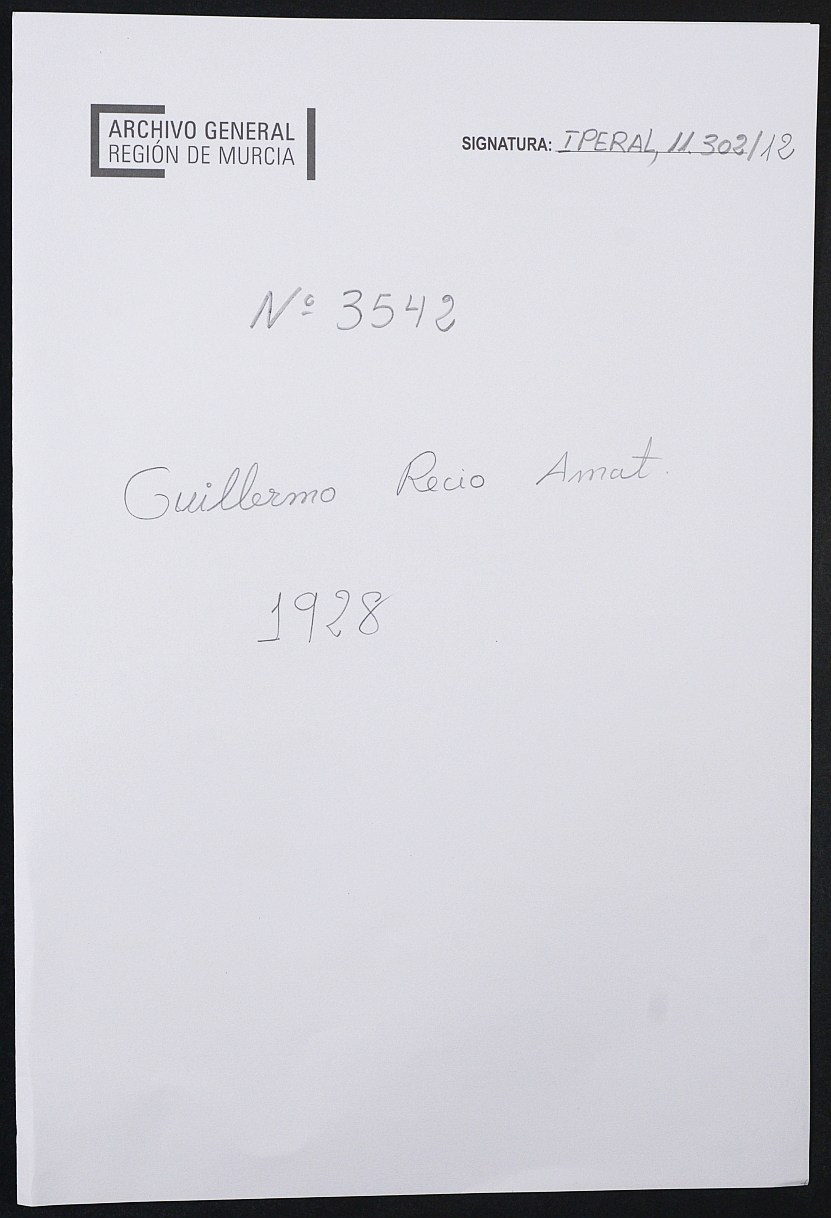 ARCHIVO GENERAL
REGIÓN DE MURCIA
SIGNATURA: IPERAL, 11.302/12
Nº 3542
Guillermo Recio Amat.
1928